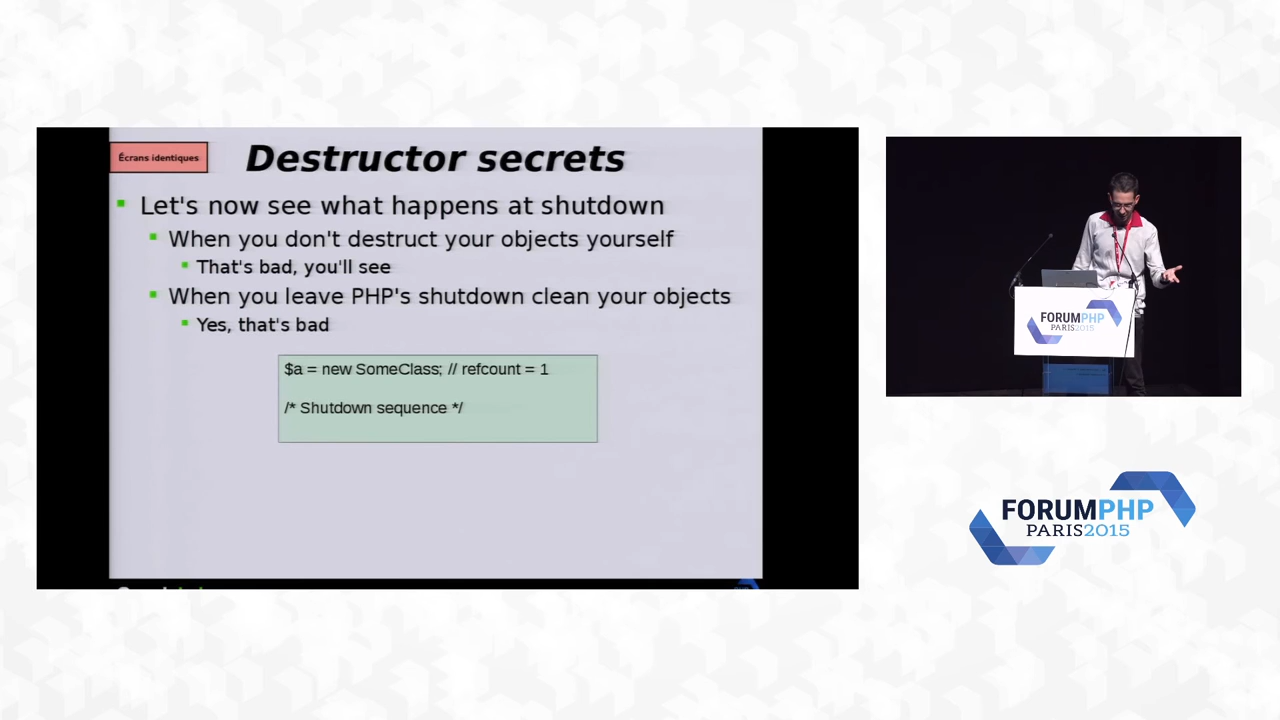 Écrans identiques
Destructor secrets
Let's now see what happens at shutdown
When you don't destruct your objects yourself
That's bad, you'll see
When you leave PHP's shutdown clean your objects
Yes, that's bad
$a = new SomeClass; // refcount = 1
/* Shutdown sequence */
FORUMPHP
PARIS2015
FORUMPHP
PARIS2015